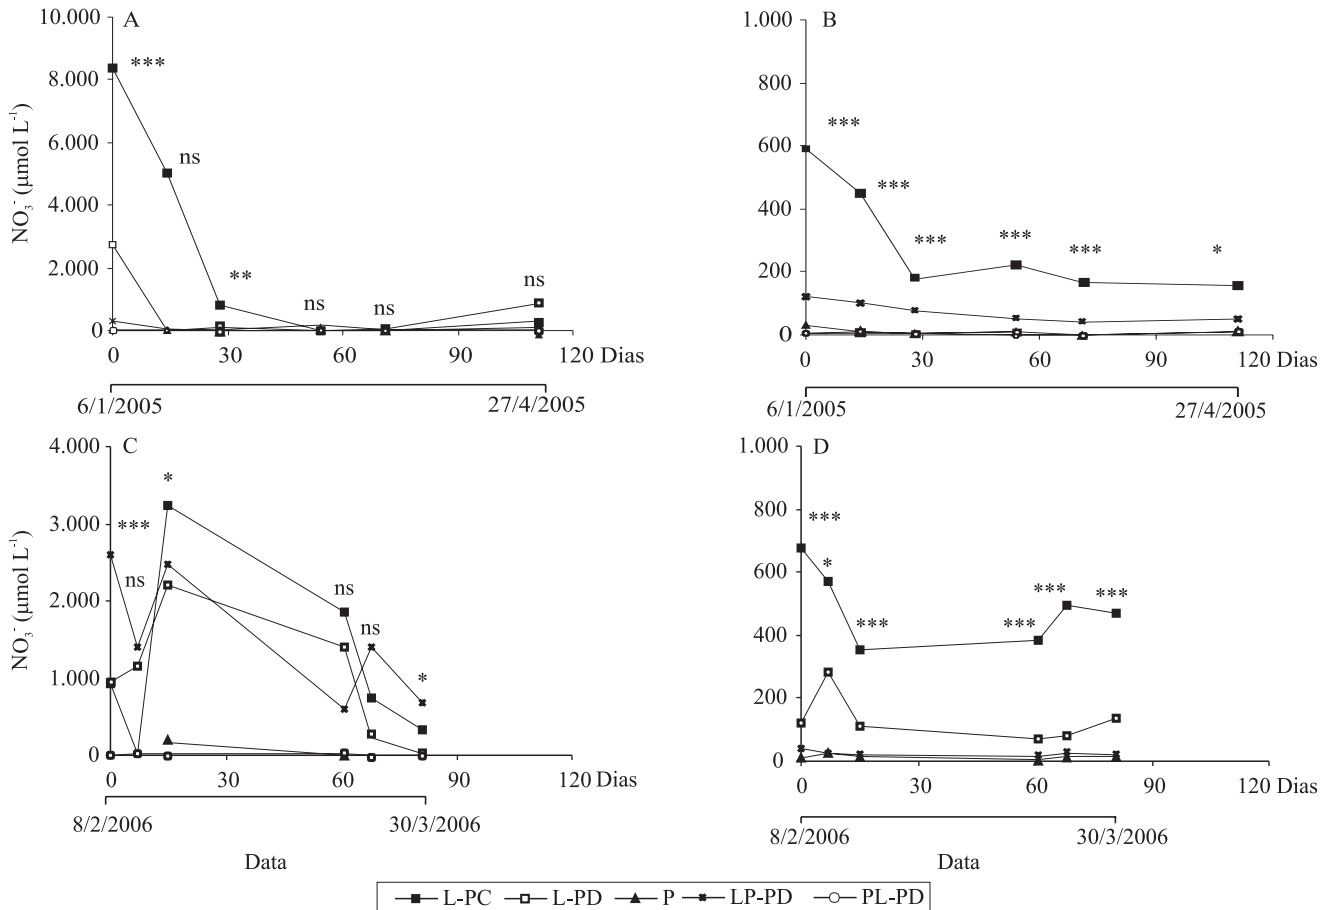 A
NO₃⁻ (µmol L⁻¹)
10.000
8.000
6.000
4.000
2.000
0
***
ns
**
ns
ns
ns
0 30 60 90 120 Dias
6/1/2005 27/4/2005
B
1.000
800
600
400
200
0
***
***
***
***
***
*
0 30 60 90 120 Dias
6/1/2005 27/4/2005
C
NO₃⁻ (µmol L⁻¹)
4.000
3.000
2.000
1.000
0
***
ns
*
ns
ns
*
0 30 60 90 120 Dias
8/2/2006 30/3/2006
Data
D
1.000
800
600
400
200
0
***
*
***
***
***
***
0 30 60 90 120 Dias
8/2/2006 30/3/2006
Data
L-PC L-PD P LP-PD PL-PD